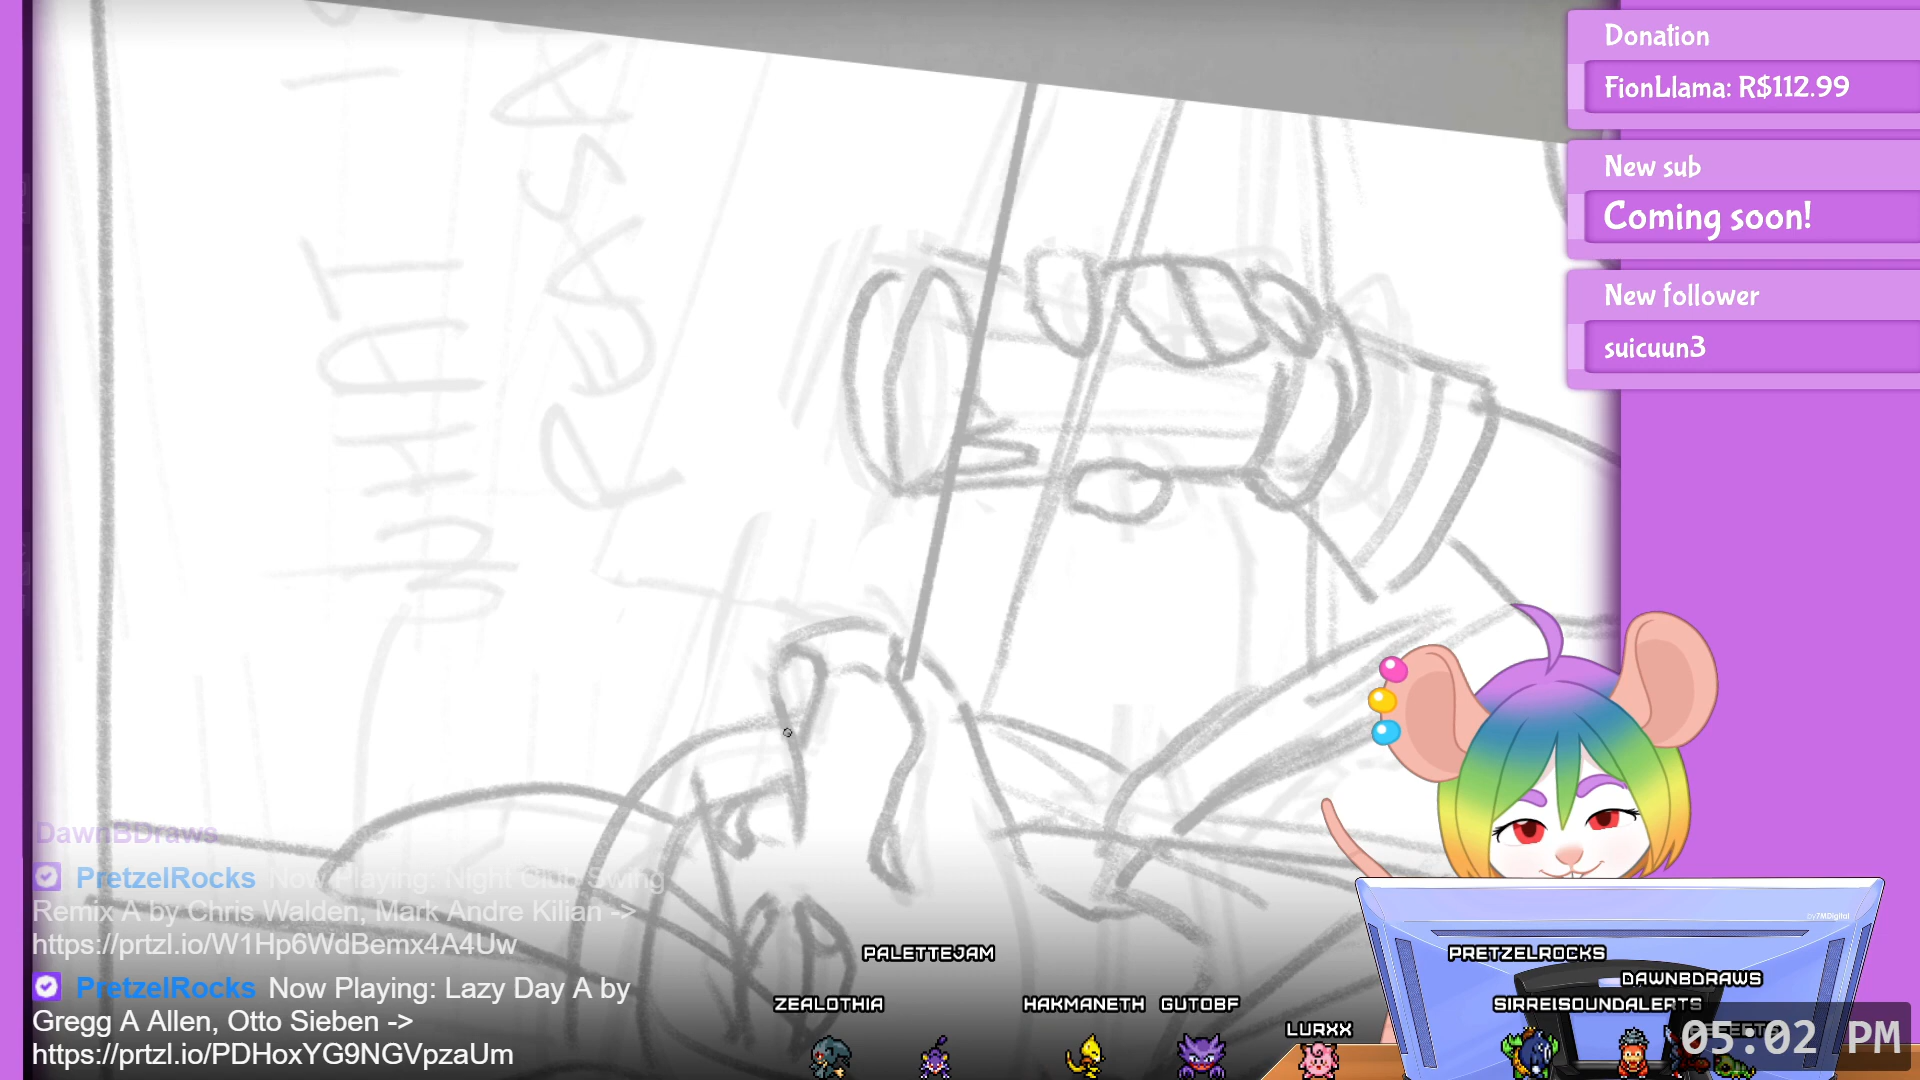 Donation
FionLlama: R$112.99
New sub
Coming soon!
New follower
suicuun3
WHAT
DawnBDraws
PretzelRocks Now Playing: Night Club Swing
Remix A by Chris Walden, Mark Andre Kilian ->
https://prtzl.io/W1Hp6WdBemx4A4Uw
PretzelRocks Now Playing: Lazy Day A by
Gregg A Allen, Otto Sieben ->
https://prtzl.io/PDHoxYG9NGVpzaUm
by7MDigital
PALETTEJAM
PRETZELROCKS
DAWNBDRAWS
ZEALOTHIA
HAKMANETH
GUTOBF
SIRREISOUNDALERTS
LURXX
05:02 PM